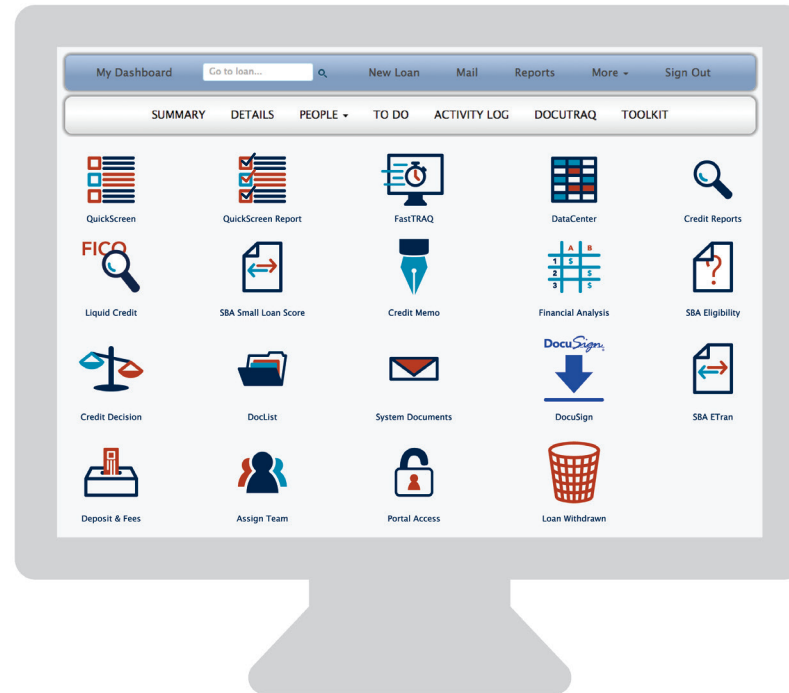 My Dashboard Go to loan... New Loan Mail Reports More Sign Out
SUMMARY DETAILS PEOPLE TO DO ACTIVITY LOG DOCUTRAQ TOOLKIT
QuickScreen QuickScreen Report FastTRAQ DataCenter Credit Reports
FICO
A B
1 $
2 $
3 $
?
Liquid Credit SBA Small Loan Score Credit Memo Financial Analysis SBA Eligibility
DocuSign
Credit Decision DocList System Documents DocuSign SBA ETran
Deposit & Fees Assign Team Portal Access Loan Withdrawn